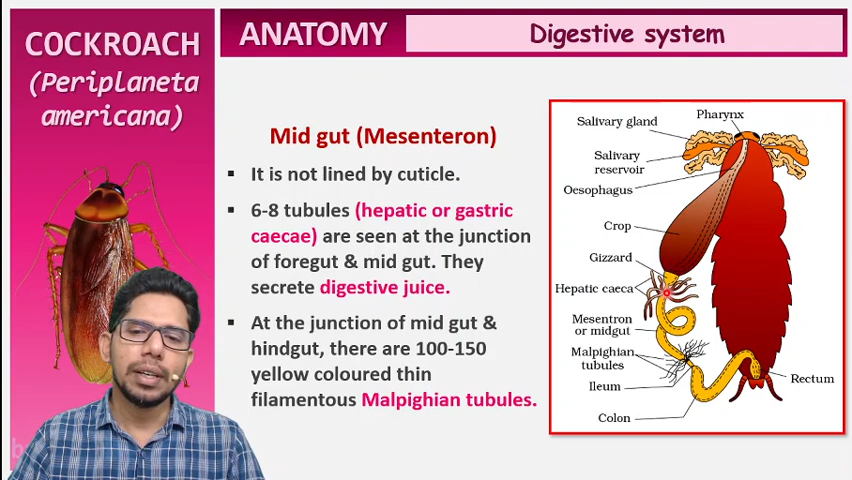 COCKROACH
(Periplaneta
americana)
ANATOMY
Digestive system
Mid gut (Mesenteron)
▪ It is not lined by cuticle.
▪ 6-8 tubules (hepatic or gastric
caecae) are seen at the junction
of foregut & mid gut. They
secrete digestive juice.
▪ At the junction of mid gut &
hindgut, there are 100-150
yellow coloured thin
filamentous Malpighian tubules.
Pharynx
Salivary gland
Salivary
reservoir
Oesophagus
Crop
Gizzard
Hepatic caeca
Mesentron
or midgut
Malpighian
tubules
Ileum
Rectum
Colon